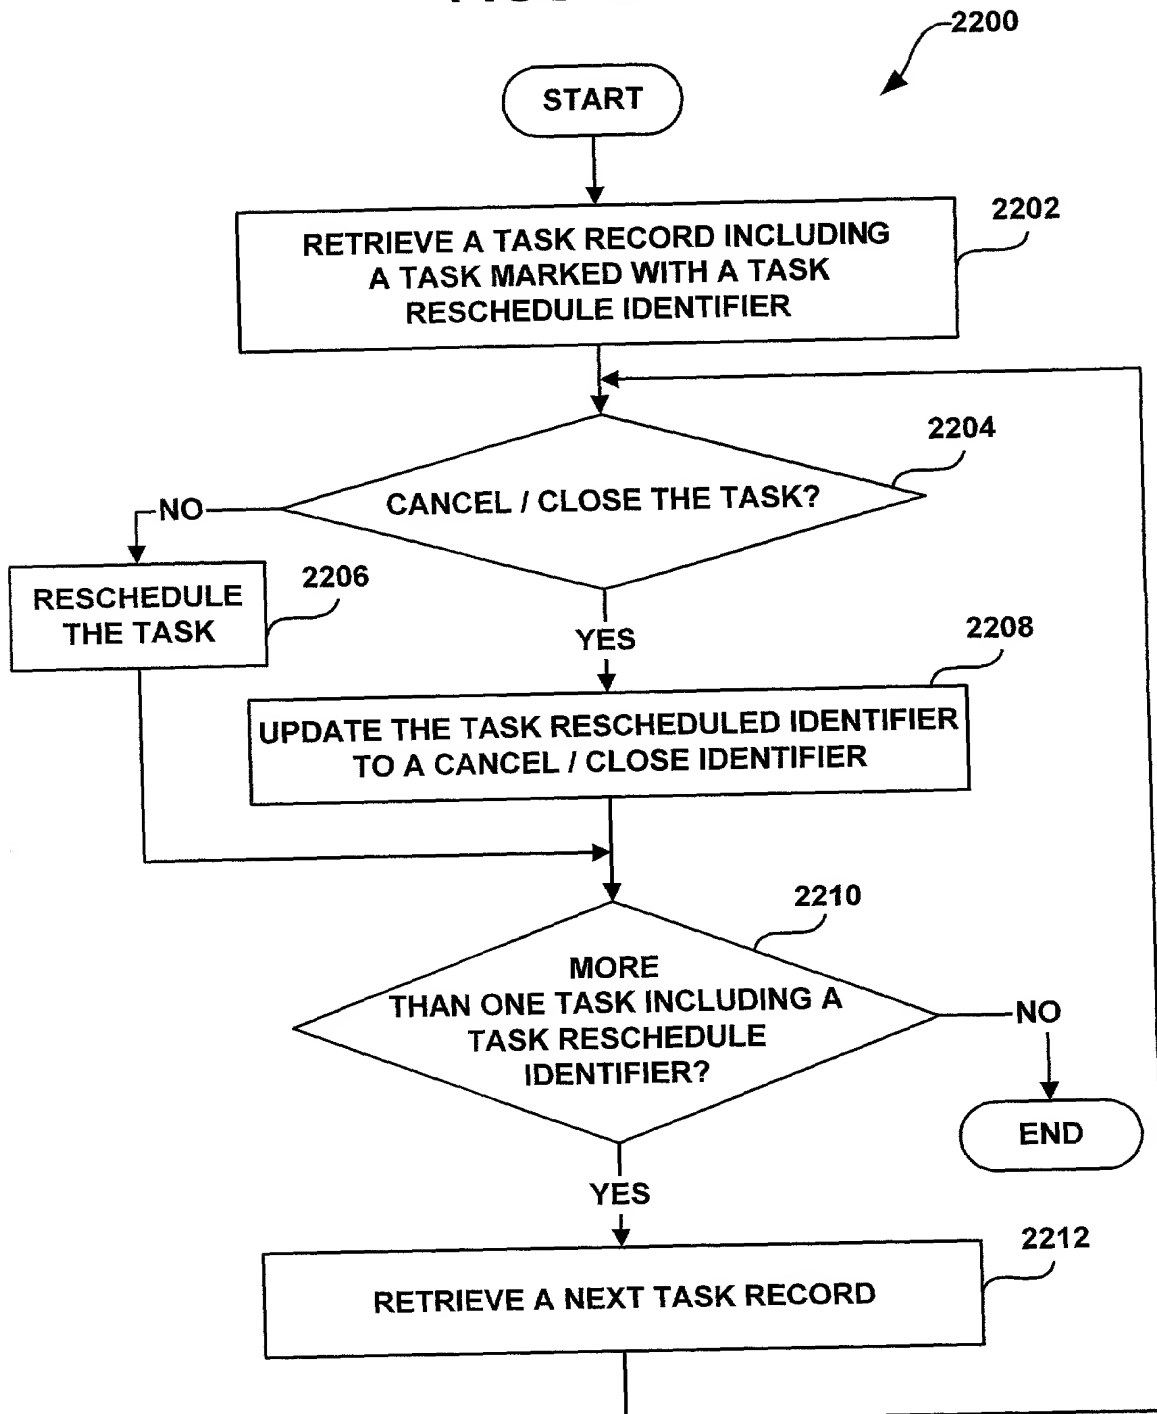 2200
START
2202
RETRIEVE A TASK RECORD INCLUDING
A TASK MARKED WITH A TASK
RESCHEDULE IDENTIFIER
2204
CANCEL / CLOSE THE TASK?
NO
2206
RESCHEDULE
THE TASK
YES
2208
UPDATE THE TASK RESCHEDULED IDENTIFIER
TO A CANCEL / CLOSE IDENTIFIER
2210
MORE
THAN ONE TASK INCLUDING A
TASK RESCHEDULE
IDENTIFIER?
NO
END
YES
2212
RETRIEVE A NEXT TASK RECORD